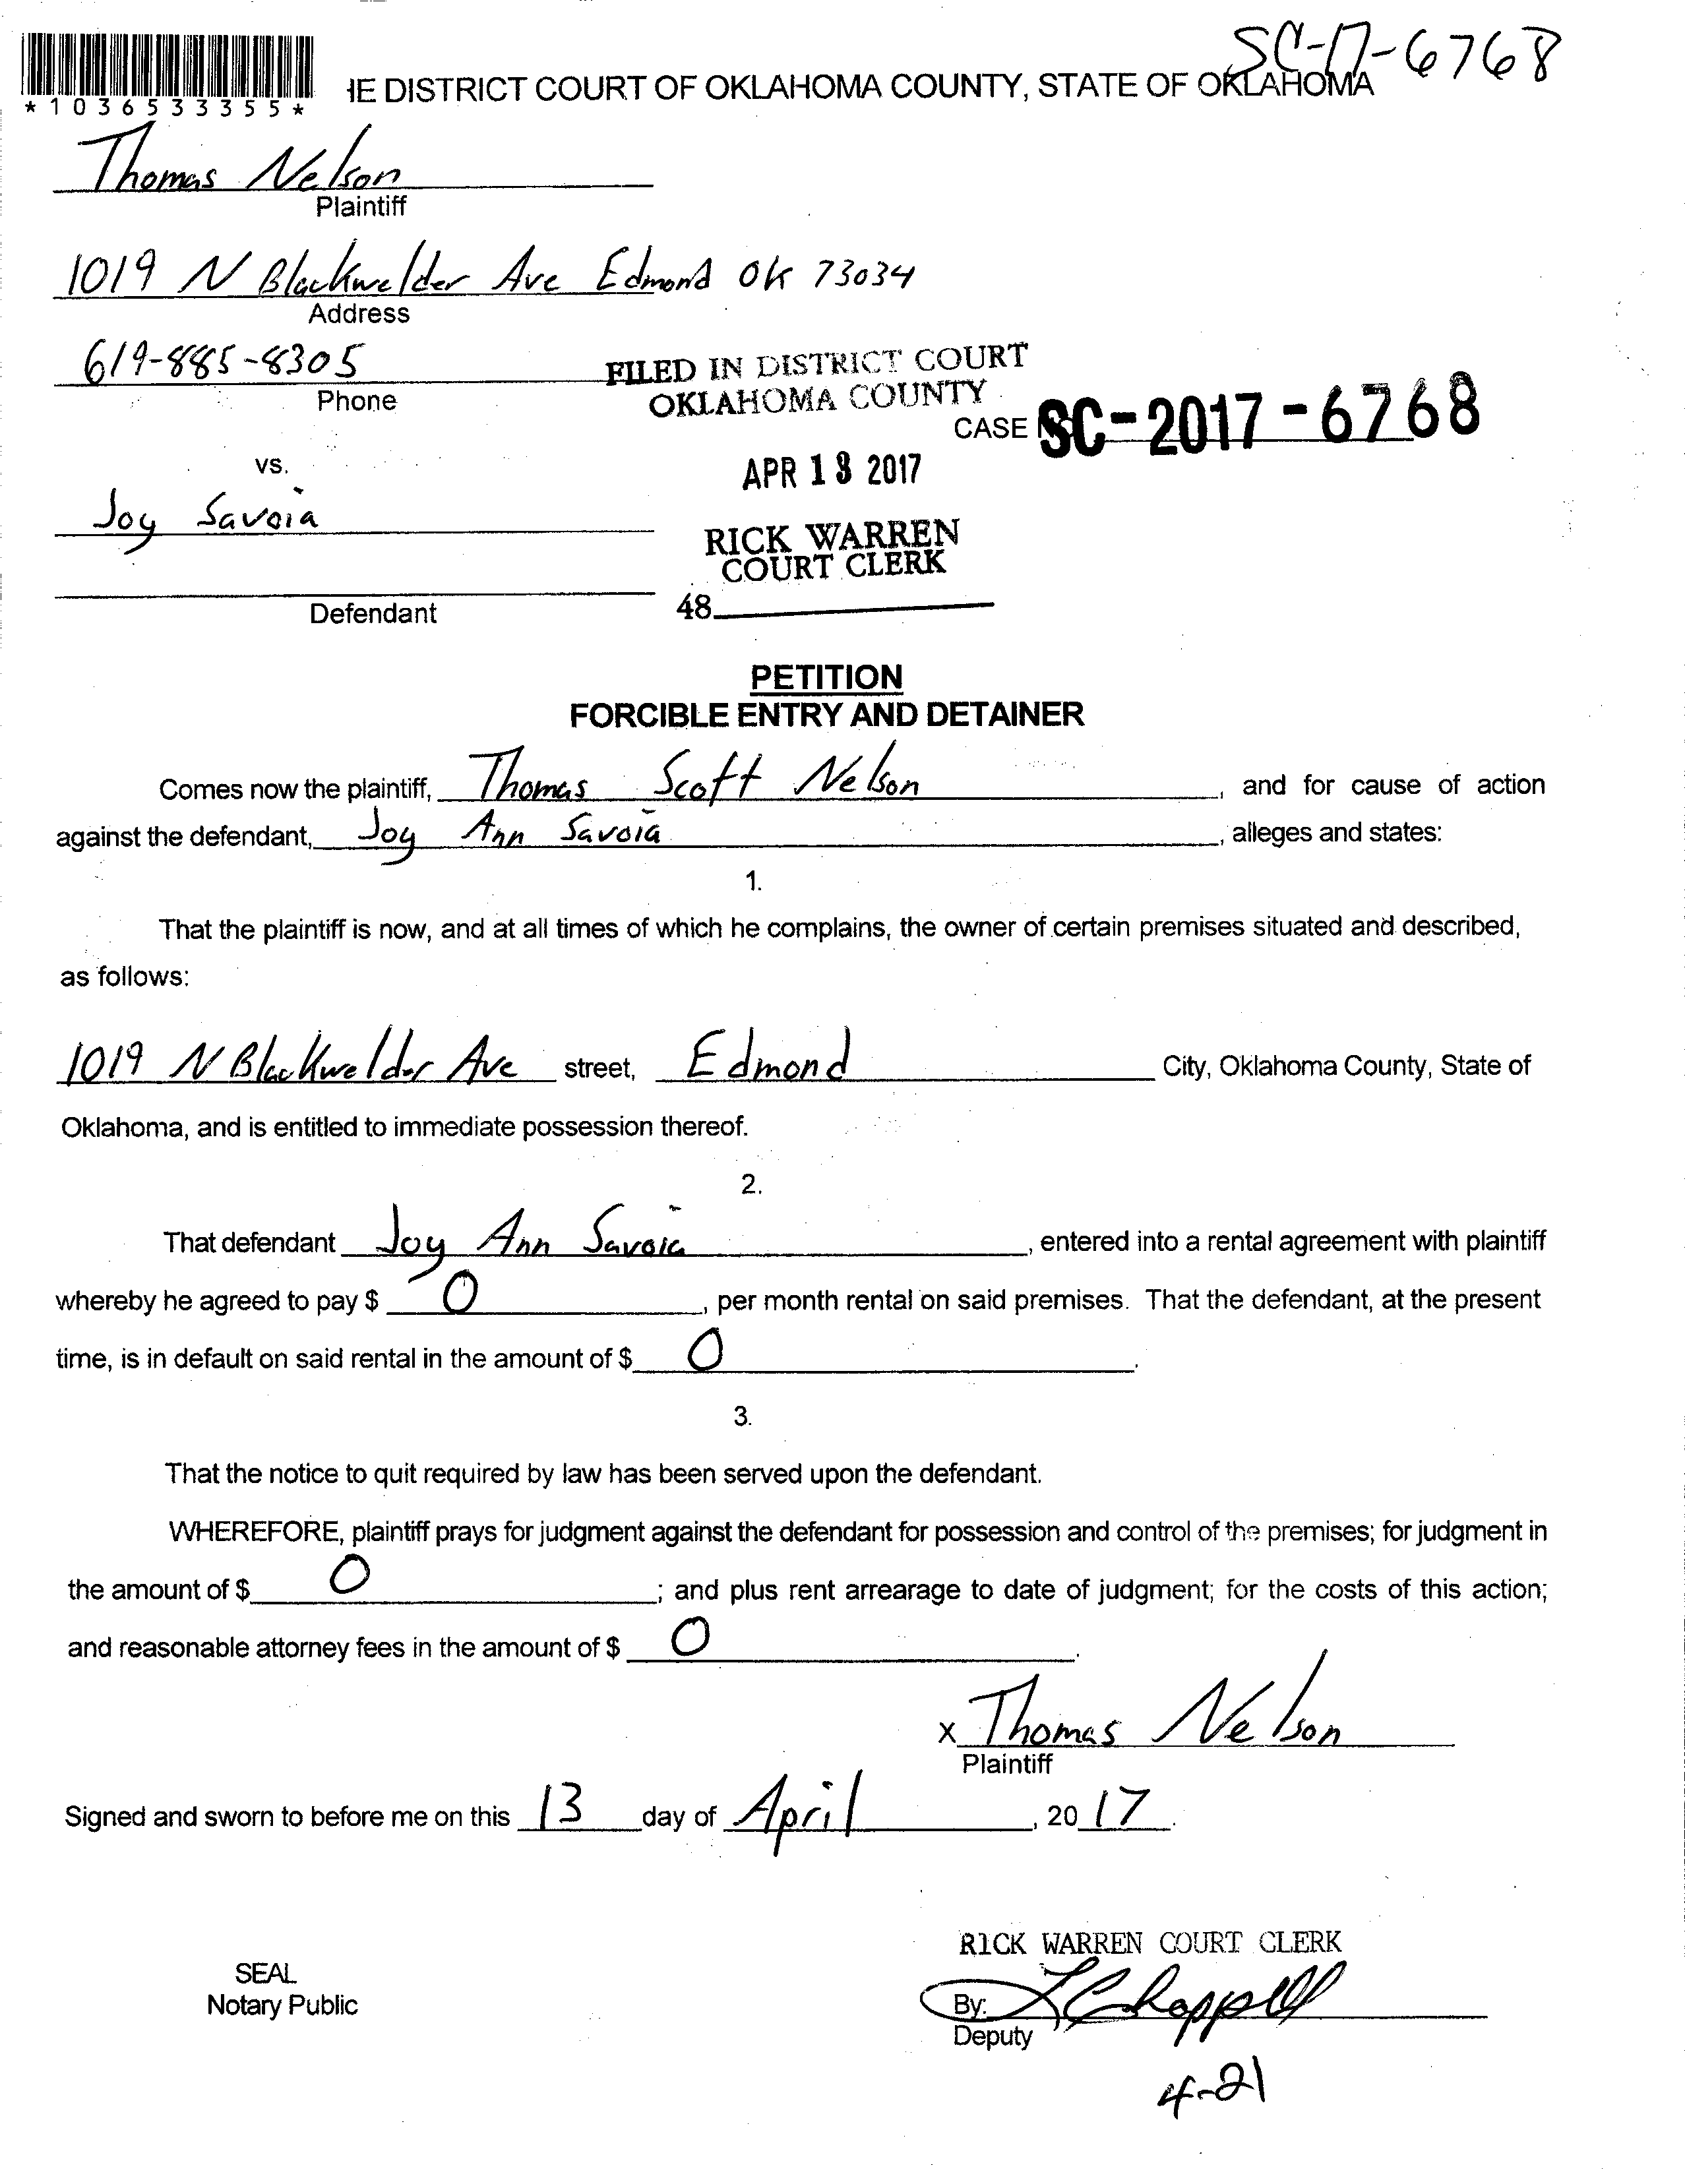 SC-17-6768
*1036533355*
HE DISTRICT COURT OF OKLAHOMA COUNTY, STATE OF OKLAHOMA
Thomas Nelson
Plaintiff
1019 N Blackwelder Ave Edmond OK 73034
Address
619-885-8305
Phone
FILED IN DISTRICT COURT
OKLAHOMA COUNTY
CASE SC-2017-6768
vs.
APR 13 2017
Joy Savoia
RICK WARREN
COURT CLERK
48
Defendant
PETITION
FORCIBLE ENTRY AND DETAINER
Comes now the plaintiff, Thomas Scott Nelson, and for cause of action
against the defendant, Joy Ann Savoia, alleges and states:
1.
That the plaintiff is now, and at all times of which he complains, the owner of certain premises situated and described,
as follows:
1019 N Blackwelder Ave street, Edmond City, Oklahoma County, State of
Oklahoma, and is entitled to immediate possession thereof.
2.
That defendant Joy Ann Savoia, entered into a rental agreement with plaintiff
whereby he agreed to pay $ 0, per month rental on said premises. That the defendant, at the present
time, is in default on said rental in the amount of $ 0.
3.
That the notice to quit required by law has been served upon the defendant.
WHEREFORE, plaintiff prays for judgment against the defendant for possession and control of the premises; for judgment in
the amount of $ 0; and plus rent arrearage to date of judgment; for the costs of this action;
and reasonable attorney fees in the amount of $ 0.
X Thomas Nelson
Plaintiff
Signed and sworn to before me on this 13 day of April, 2017.
RICK WARREN COURT CLERK
SEAL
Notary Public
By: L Chappell
Deputy
4-21